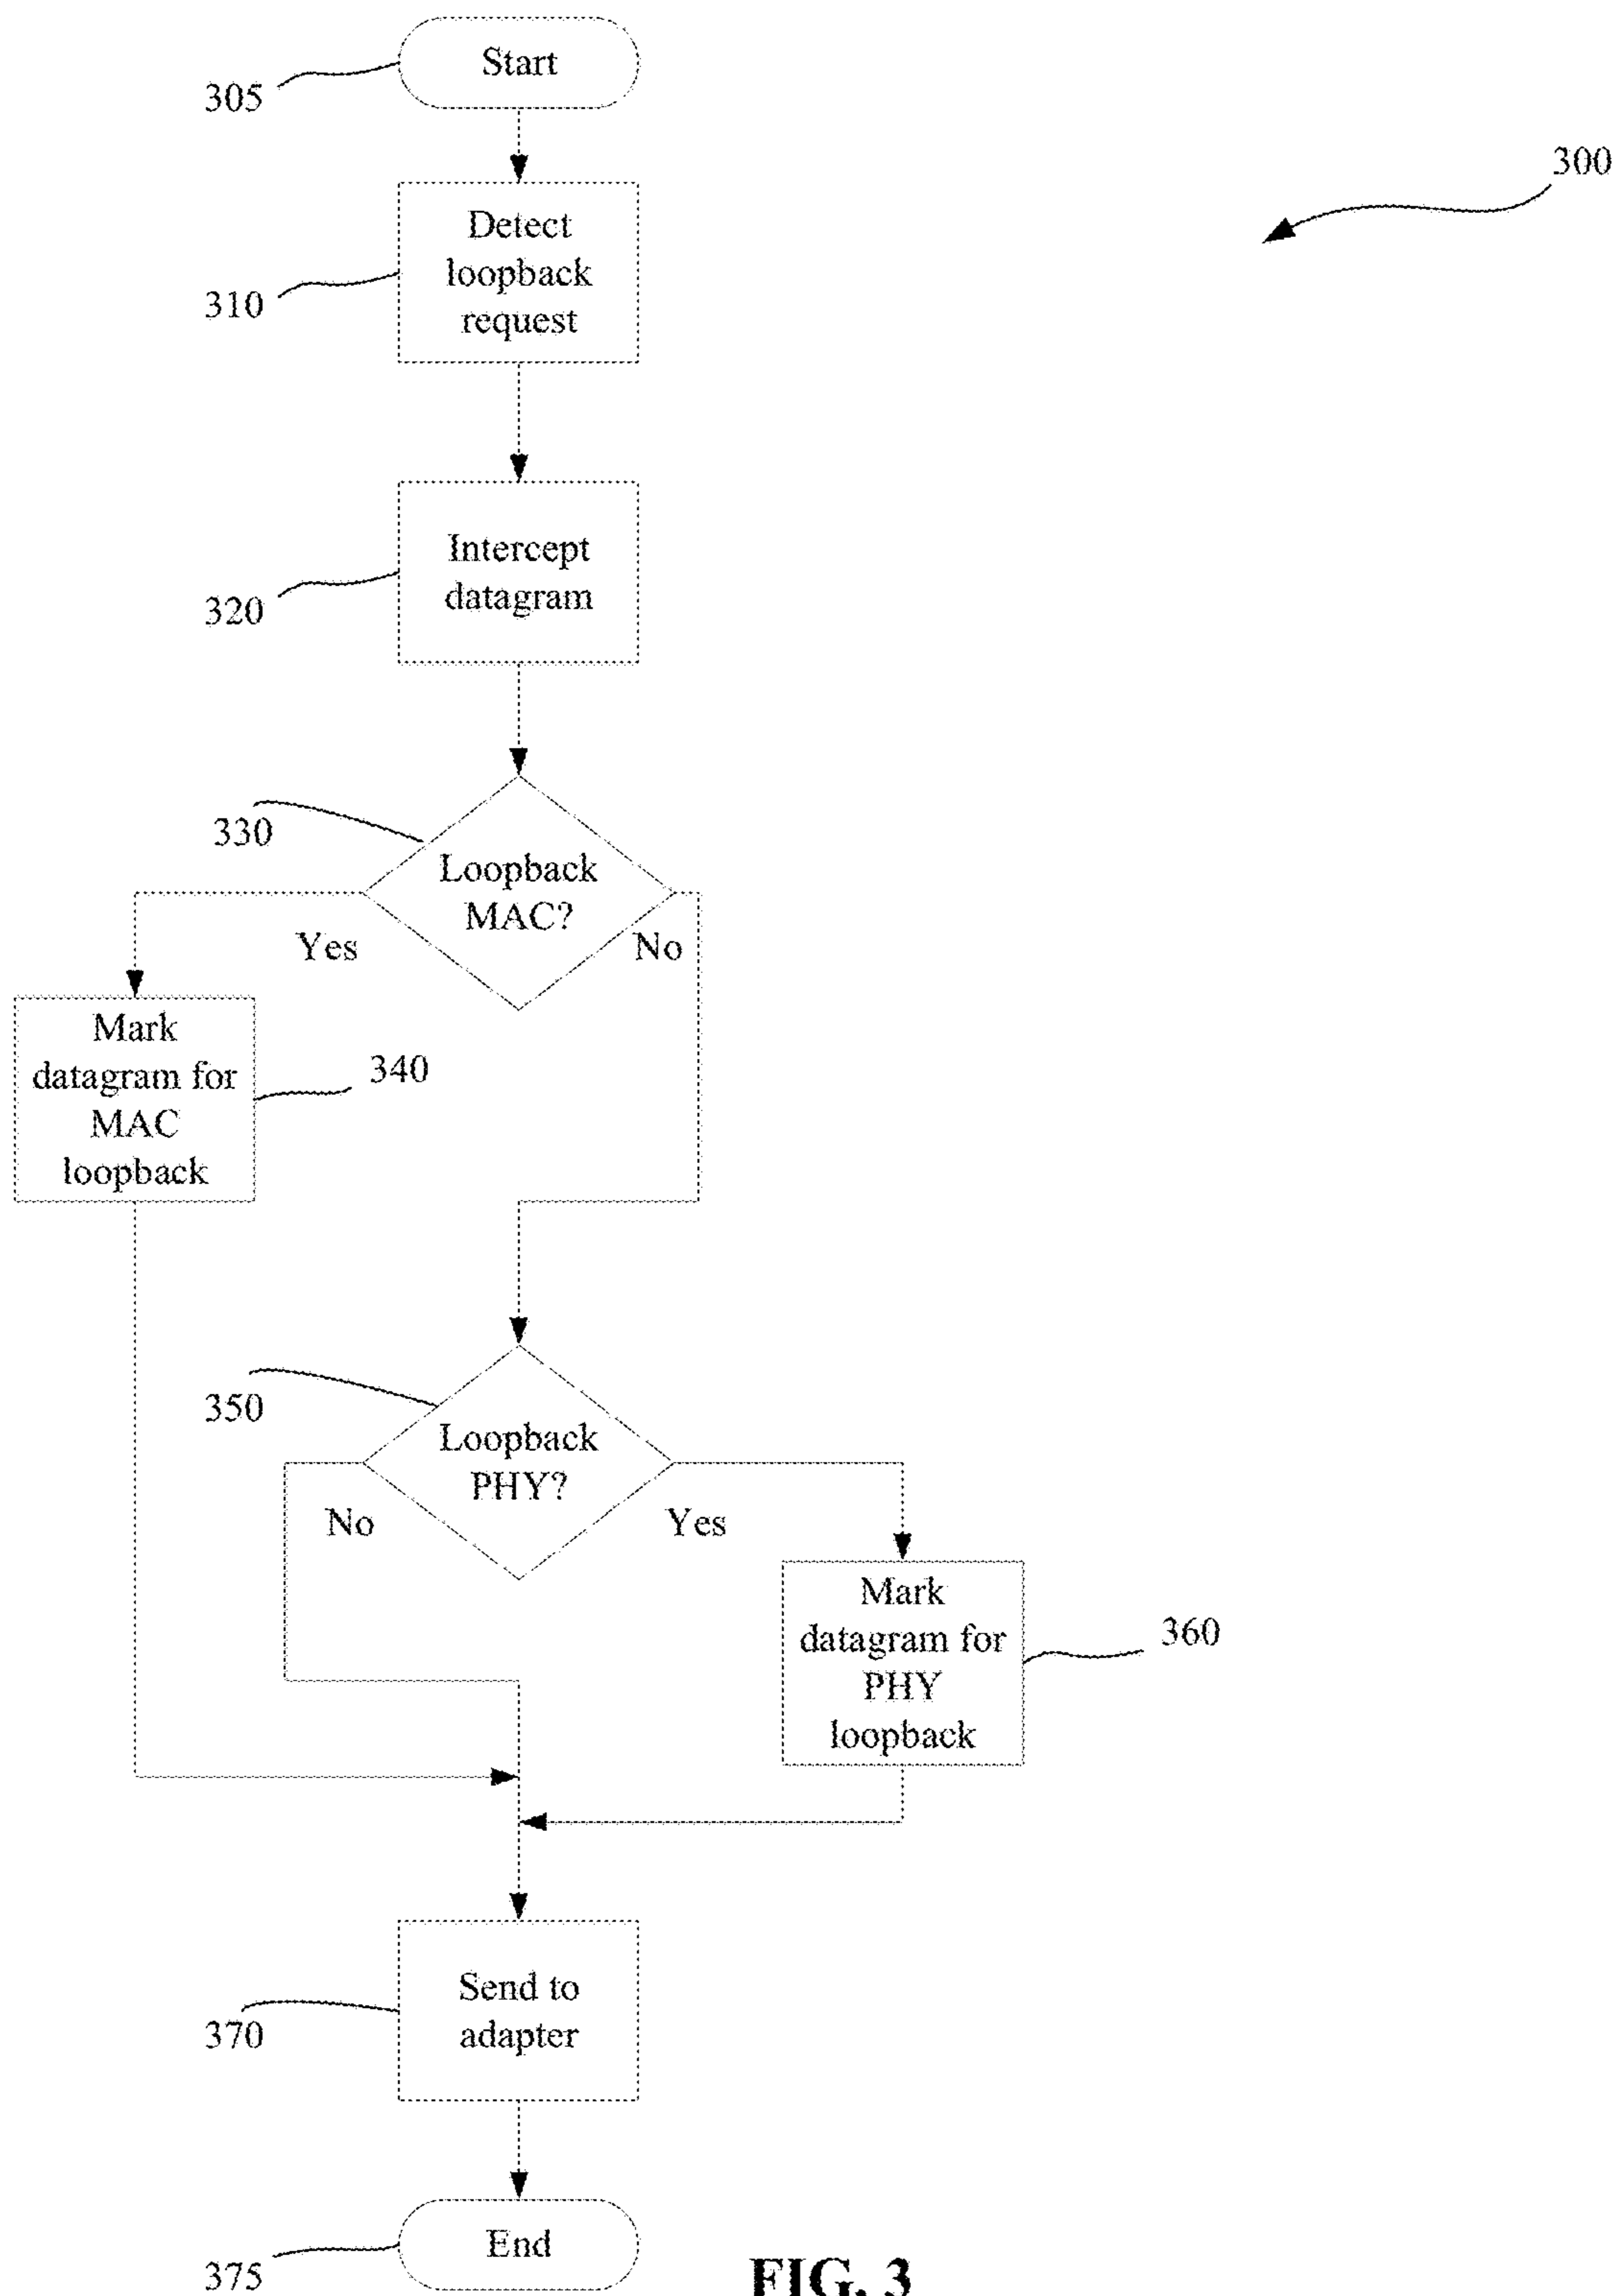 Start
305
300
Detect
loopback
request
310
Intercept
datagram
320
330
Loopback
MAC?
Yes
No
Mark
datagram for
MAC
loopback
340
350
Loopback
PHY?
No
Yes
Mark
datagram for
PHY
loopback
360
Send to
adapter
370
End
375
FIG. 3